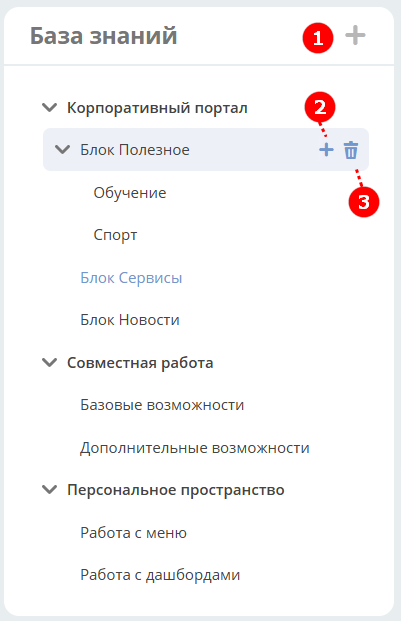 База знаний 1
Корпоративный портал
2
Блок Полезное
Обучение
3
Спорт
Блок Сервисы
Блок Новости
Совместная работа
Базовые возможности
Дополнительные возможности
Персональное пространство
Работа с меню
Работа с дашбордами